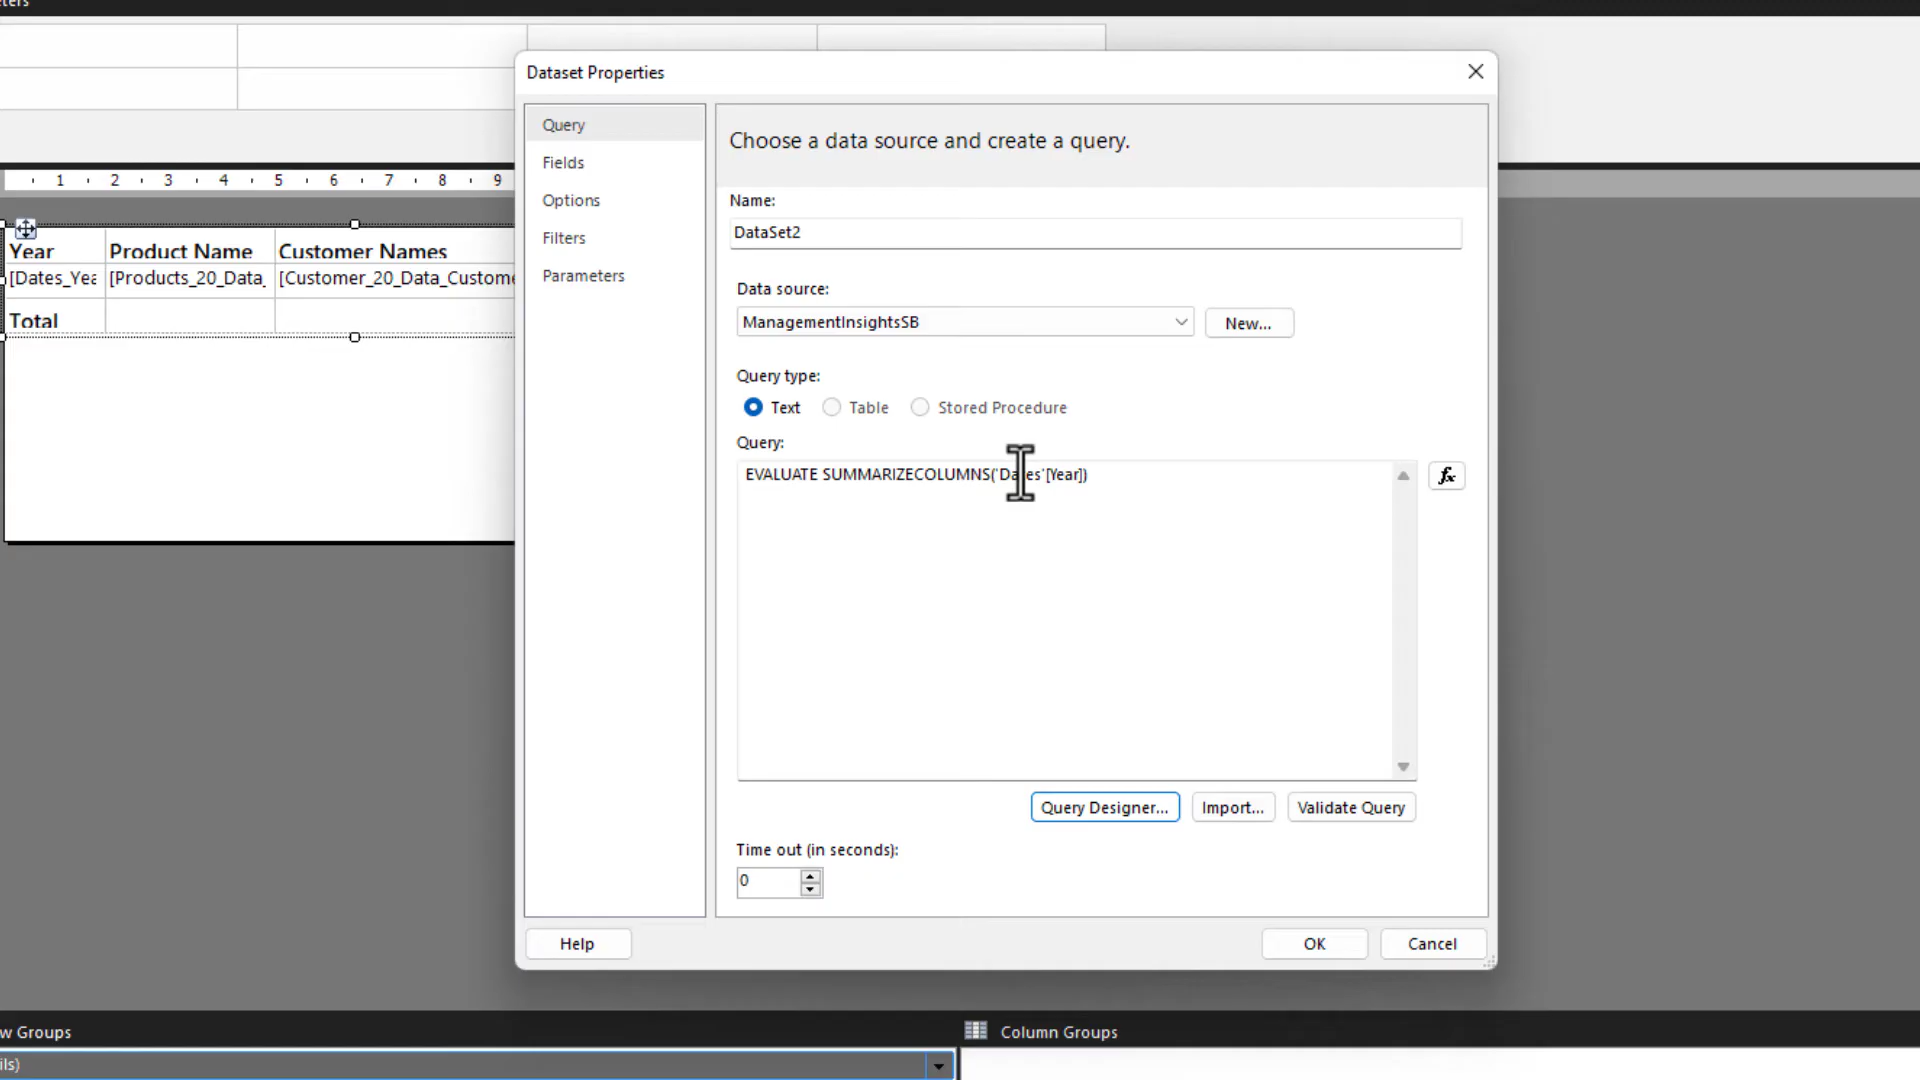 Dataset Properties
Query
Fields
Options
Filters
Parameters
Choose a data source and create a query.
Name:
DataSet2
Data source:
ManagementInsightsSB
New...
Query type:
Text
Table
Stored Procedure
Query:
EVALUATE SUMMARIZECOLUMNS('Dates'[Year])
fx
Query Designer...
Import...
Validate Query
Time out (in seconds):
0
Help
OK
Cancel
1 2 3 4 5 6 7 8 9
Year Product Name Customer Names
[Dates_Yea [Products_20_Data_ [Customer_20_Data_Custome
Total
w Groups
ils)
Column Groups